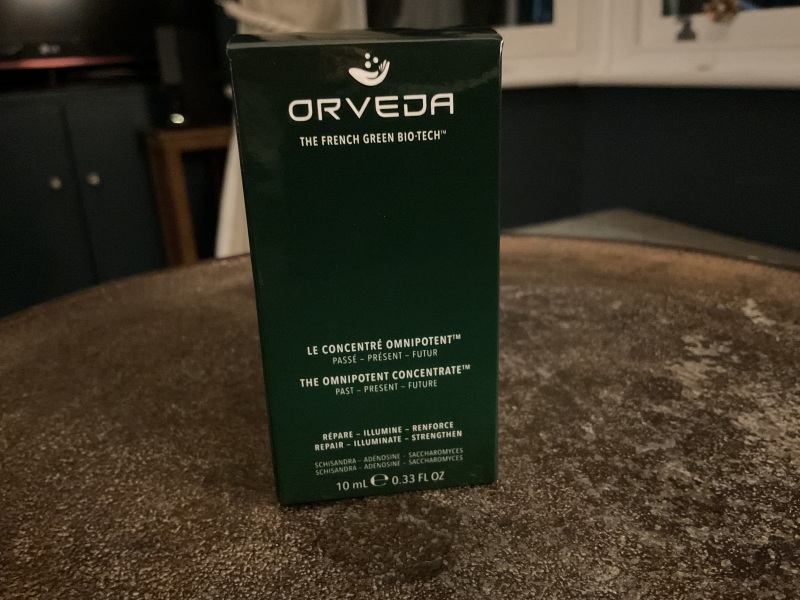 ORVEDA
THE FRENCH GREEN BIO-TECH™
LE CONCENTRÉ OMNIPOTENT™
PASSÉ – PRÉSENT – FUTUR
THE OMNIPOTENT CONCENTRATE™
PAST – PRESENT – FUTURE
RÉPARE – ILLUMINE – RENFORCE
REPAIR – ILLUMINATE – STRENGTHEN
SCHISANDRA – ADÉNOSINE – SACCHAROMYCES
SCHISANDRA – ADENOSINE – SACCHAROMYCES
10 mL ℮ 0.33 FL OZ